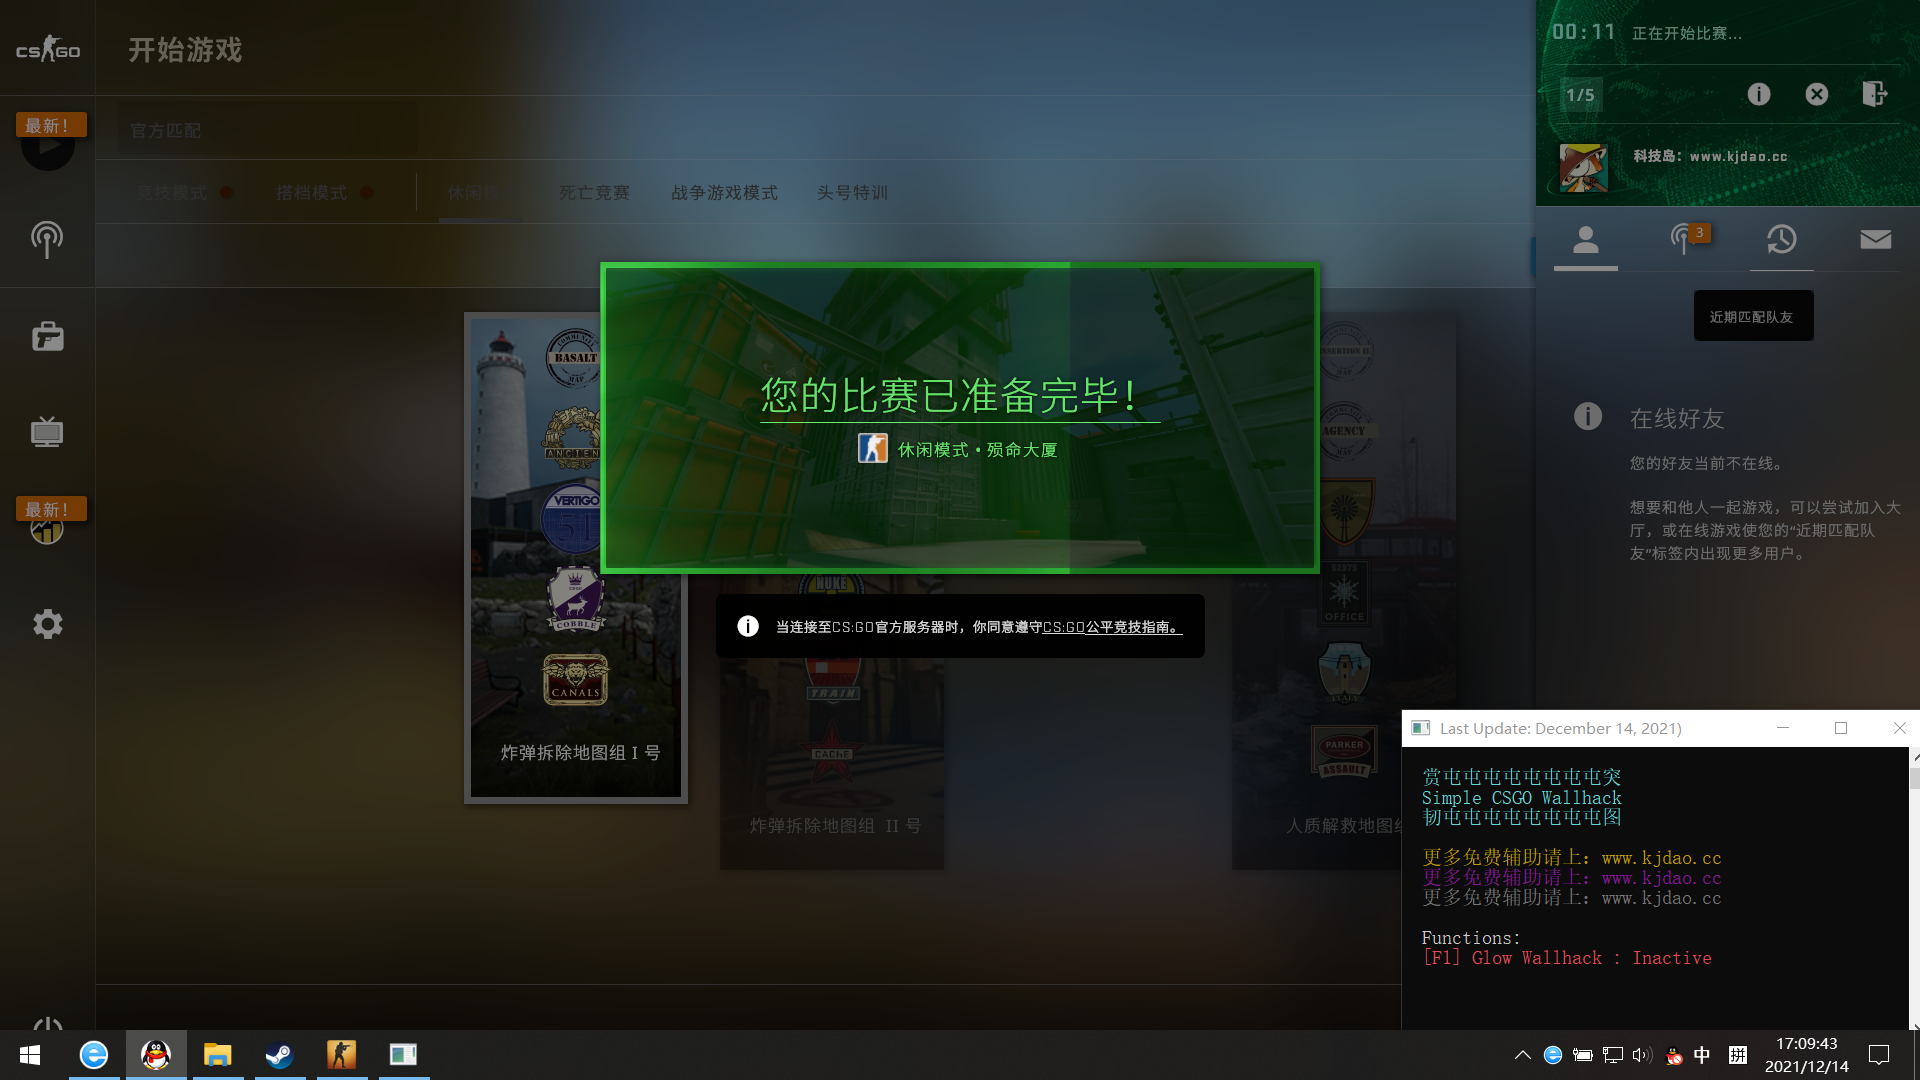 CS GO
开始游戏
最新！
官方匹配
竞技模式
搭档模式
休闲模
死亡竞赛
战争游戏模式
头号特训
00:11
正在开始比赛...
1/5
科技岛：www.kjdao.cc
3
近期匹配队友
在线好友
您的好友当前不在线。
想要和他人一起游戏，可以尝试加入大
厅，或在线游戏使您的“近期匹配队
友”标签内出现更多用户。
您的比赛已准备完毕！
休闲模式 • 殒命大厦
当连接至CS:GO官方服务器时，你同意遵守CS:GO公平竞技指南。
COMMUNITY
BASALT
MAP
ANCIEN
VERTIGO
51
COBBLE
CANALS
炸弹拆除地图组 I 号
NUKE
TRAIN
CACHE
炸弹拆除地图组 II 号
INSERTION II
AGENCY
OFFICE
ITALY
PARKER
ASSAULT
人质解救地图组
最新！
Last Update: December 14, 2021)
赏屯屯屯屯屯屯屯屯突
Simple CSGO Wallhack
韧屯屯屯屯屯屯屯屯图
更多免费辅助请上：www.kjdao.cc
更多免费辅助请上：www.kjdao.cc
更多免费辅助请上：www.kjdao.cc
Functions:
[F1] Glow Wallhack : Inactive
中
拼
17:09:43
2021/12/14